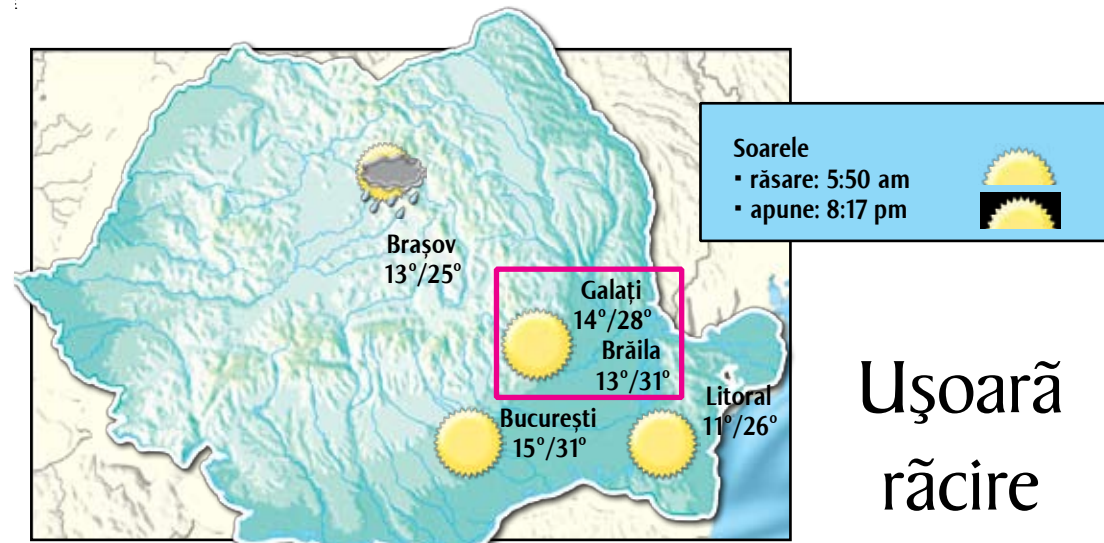 Soarele
▪ răsare: 5:50 am
▪ apune: 8:17 pm
Brașov
13°/25°
Galați
14°/28°
Brăila
13°/31°
Litoral
11°/26°
București
15°/31°
Uşoarã
rãcire